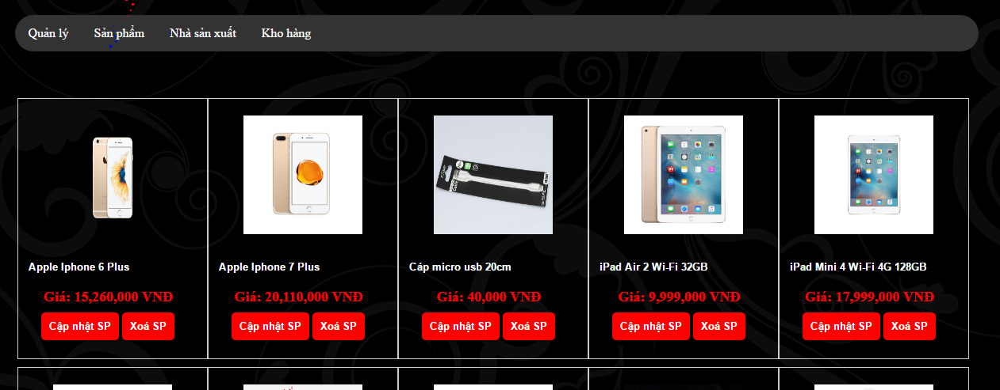 Quản lý Sản phẩm Nhà sản xuất Kho hàng
Apple Iphone 6 Plus
Apple Iphone 7 Plus
Cáp micro usb 20cm
iPad Air 2 Wi-Fi 32GB
iPad Mini 4 Wi-Fi 4G 128GB
Giá: 15,260,000 VNĐ
Giá: 20,110,000 VNĐ
Giá: 40,000 VNĐ
Giá: 9,999,000 VNĐ
Giá: 17,999,000 VNĐ
Cập nhật SP Xoá SP
Cập nhật SP Xoá SP
Cập nhật SP Xoá SP
Cập nhật SP Xoá SP
Cập nhật SP Xoá SP